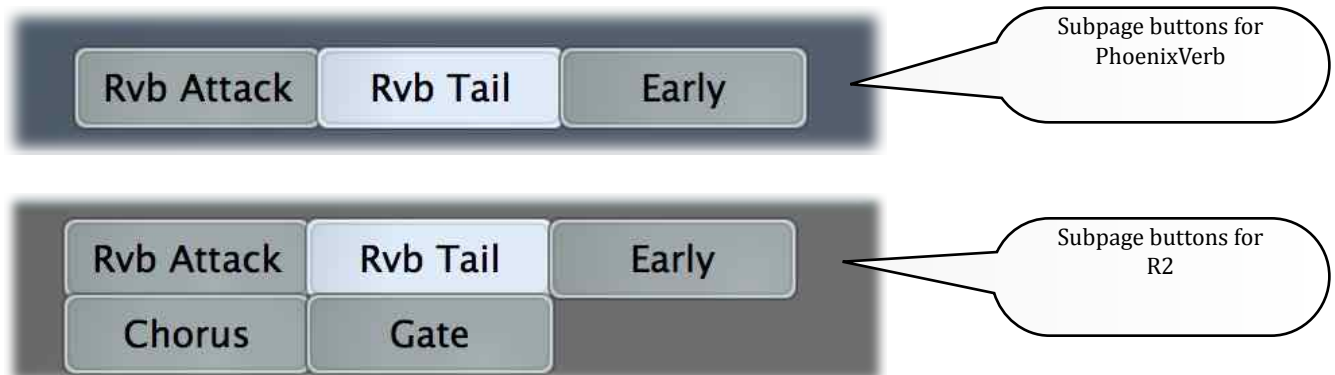 Rvb Attack Rvb Tail Early
Subpage buttons for
PhoenixVerb
Rvb Attack Rvb Tail Early
Chorus Gate
Subpage buttons for
R2